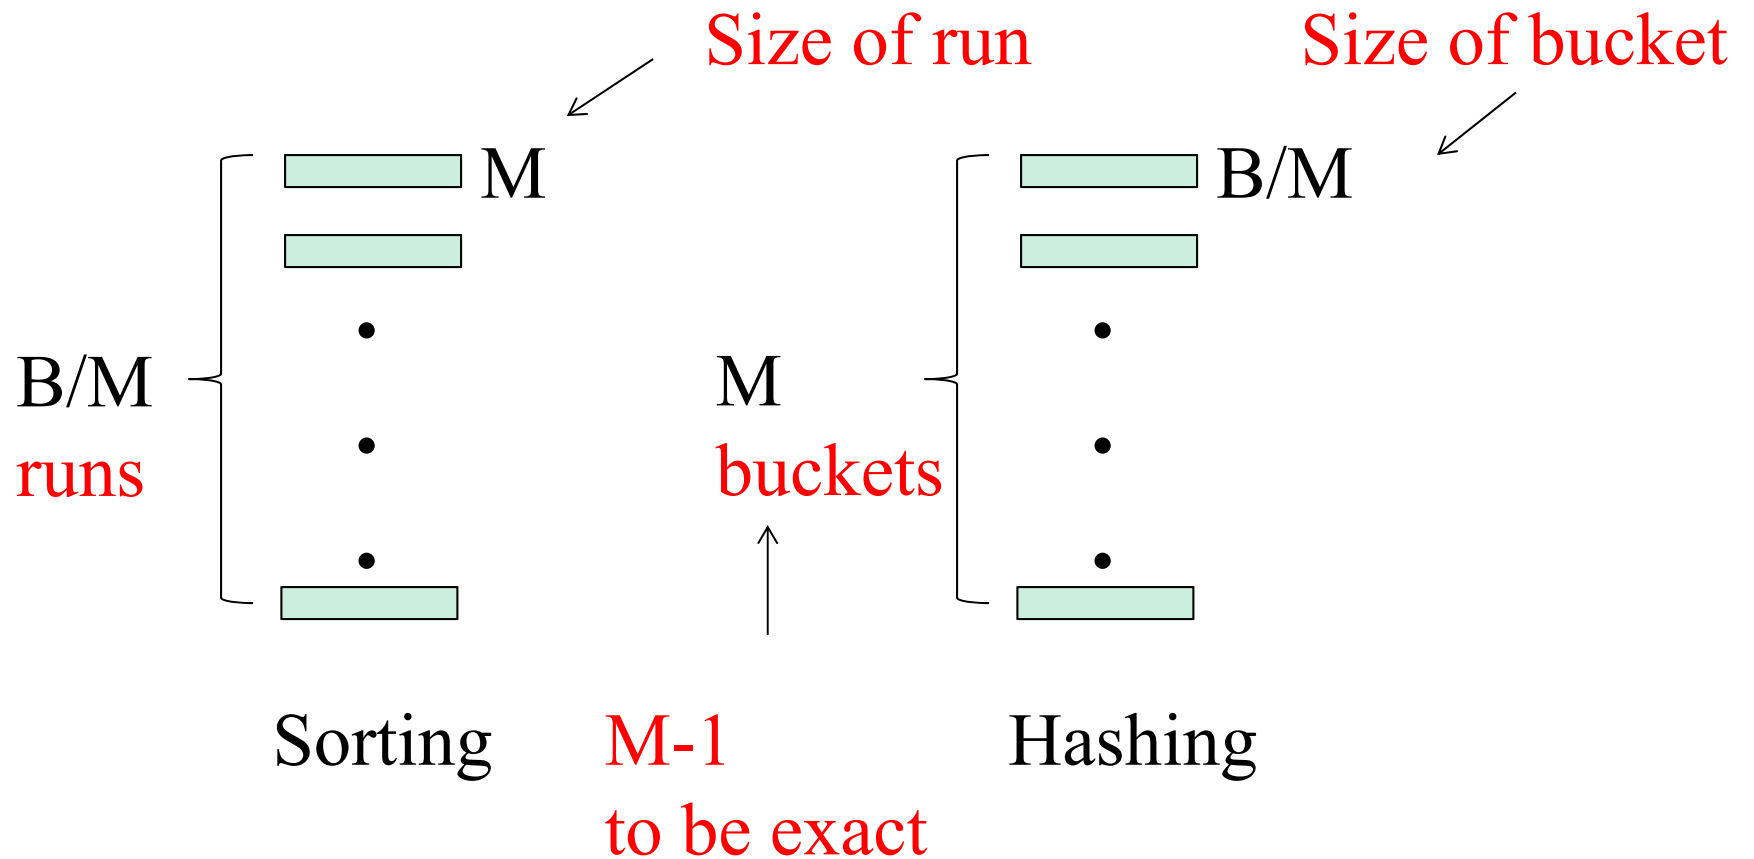 Size of run
Size of bucket
M
B/M
B/M
runs
M
buckets
Sorting
M-1
to be exact
Hashing